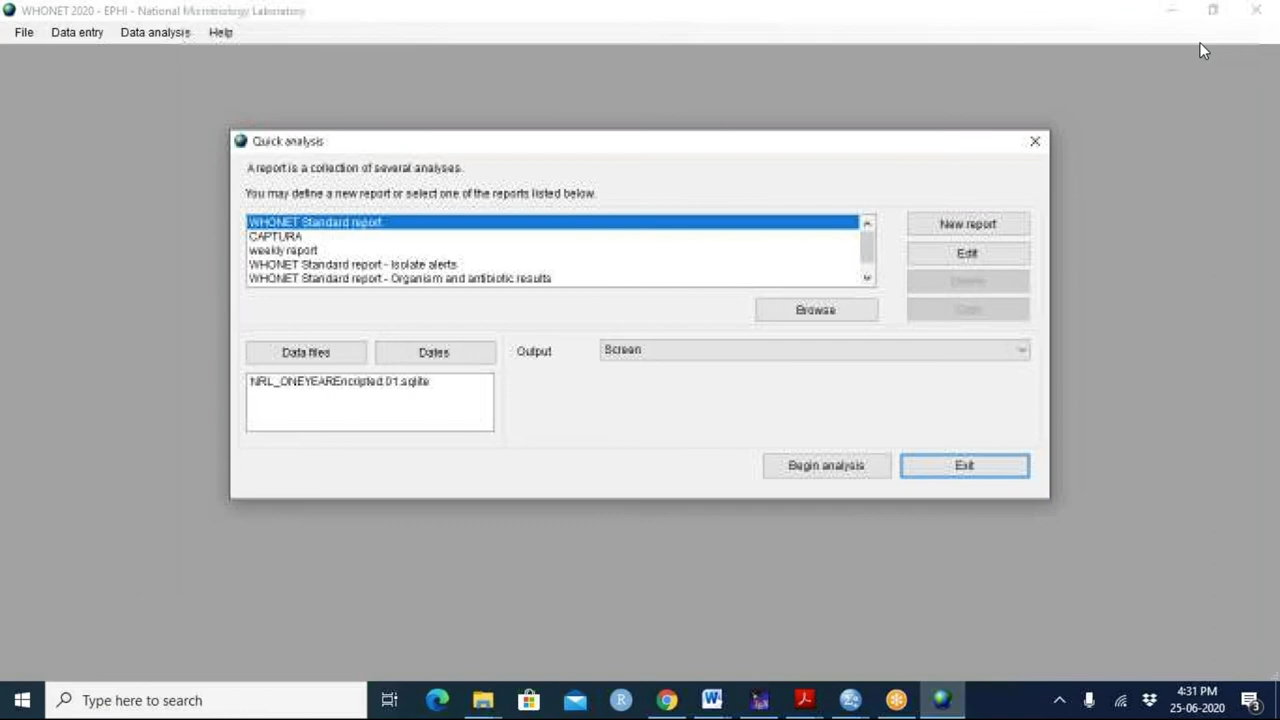 WHONET 2020 - EPHI - National Microbiology Laboratory
File Data entry Data analysis Help
Quick analysis
A report is a collection of several analyses.
You may define a new report or select one of the reports listed below.
WHONET Standard report
CAPTURA
weekly report
WHONET Standard report - Isolate alerts
WHONET Standard report - Organism and antibiotic results
New report
Edit
Browse
Data files Dates Output Screen
NRL_ONEYEAREncripted.01.sqlite
Begin analysis Exit
Type here to search
R
W
4:31 PM
25-06-2020
3